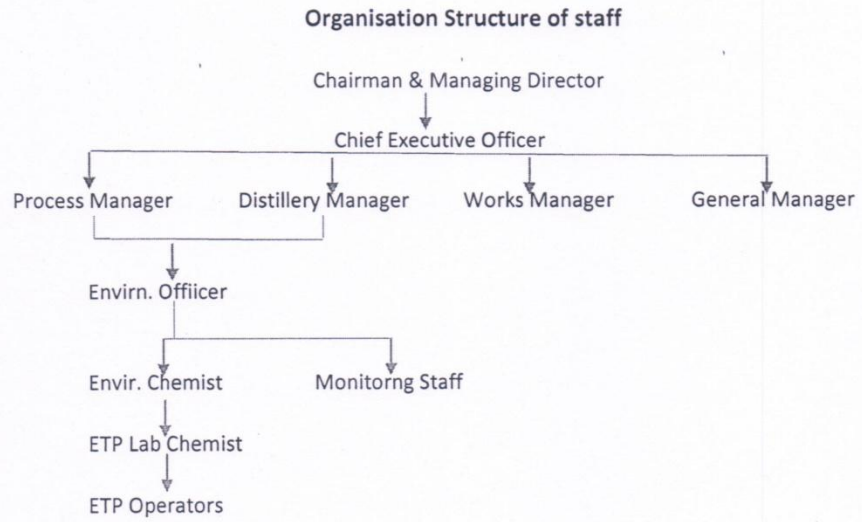 Organisation Structure of staff
Chairman & Managing Director
Chief Executive Officer
Process Manager Distillery Manager Works Manager General Manager
Envirn. Offiicer
Envir. Chemist Monitorng Staff
ETP Lab Chemist
ETP Operators